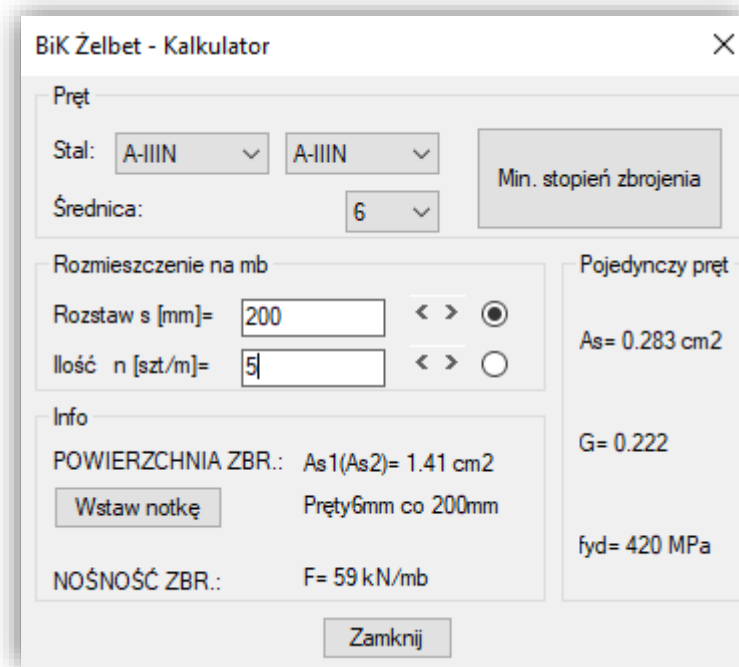 BiK Żelbet - Kalkulator
Pręt
Stal: A-IIIN A-IIIN
Min. stopień zbrojenia
Średnica: 6
Rozmieszczenie na mb
Rozstaw s [mm]= 200 < >
Ilość n [szt/m]= 5 < >
Pojedynczy pręt
As= 0.283 cm2
G= 0.222
fyd= 420 MPa
Info
POWIERZCHNIA ZBR.: As1(As2)= 1.41 cm2
Wstaw notkę Pręty6mm co 200mm
NOŚNOŚĆ ZBR.: F= 59 kN/mb
Zamknij